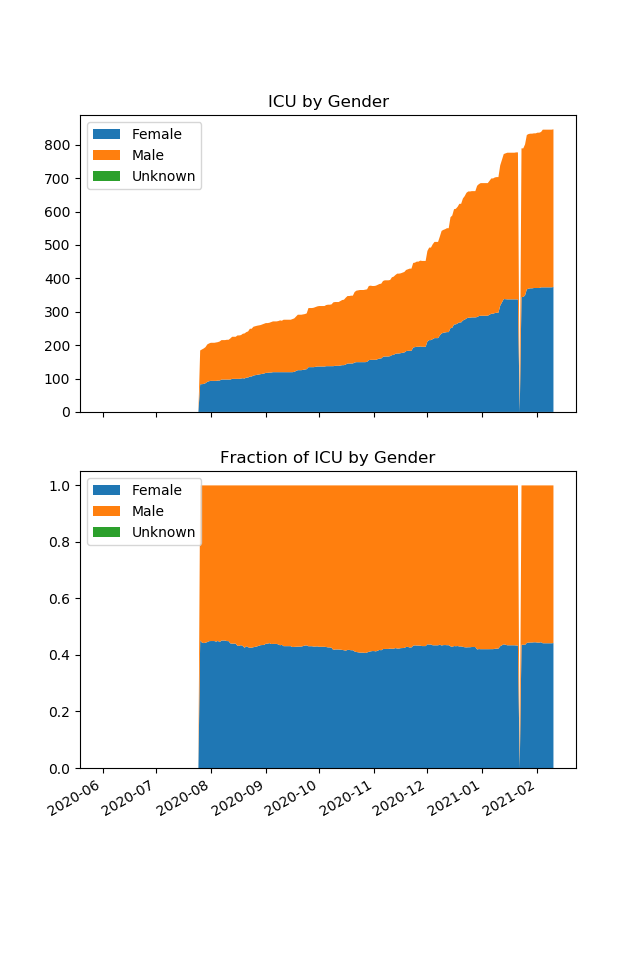 ICU by Gender
Female
Male
Unknown
800
700
600
500
400
300
200
100
0
Fraction of ICU by Gender
Female
Male
Unknown
1.0
0.8
0.6
0.4
0.2
0.0
2020-06 2020-07 2020-08 2020-09 2020-10 2020-11 2020-12 2021-01 2021-02